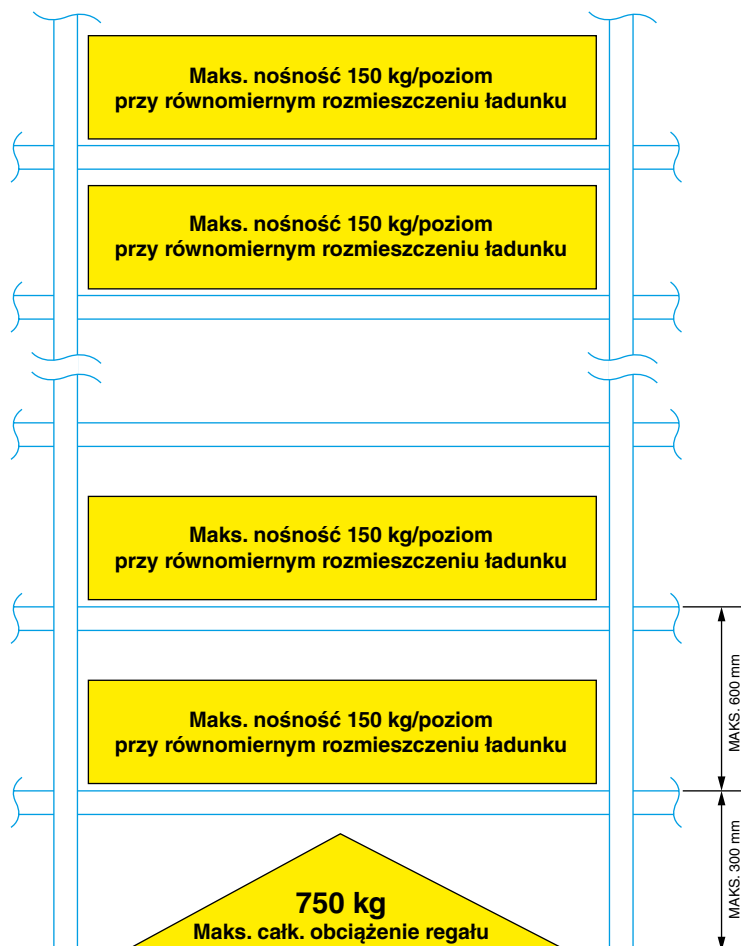 Maks. nośność 150 kg/poziom
przy równomiernym rozmieszczeniu ładunku
Maks. nośność 150 kg/poziom
przy równomiernym rozmieszczeniu ładunku
Maks. nośność 150 kg/poziom
przy równomiernym rozmieszczeniu ładunku
MAKS. 600 mm
Maks. nośność 150 kg/poziom
przy równomiernym rozmieszczeniu ładunku
MAKS. 300 mm
750 kg
Maks. całk. obciążenie regału